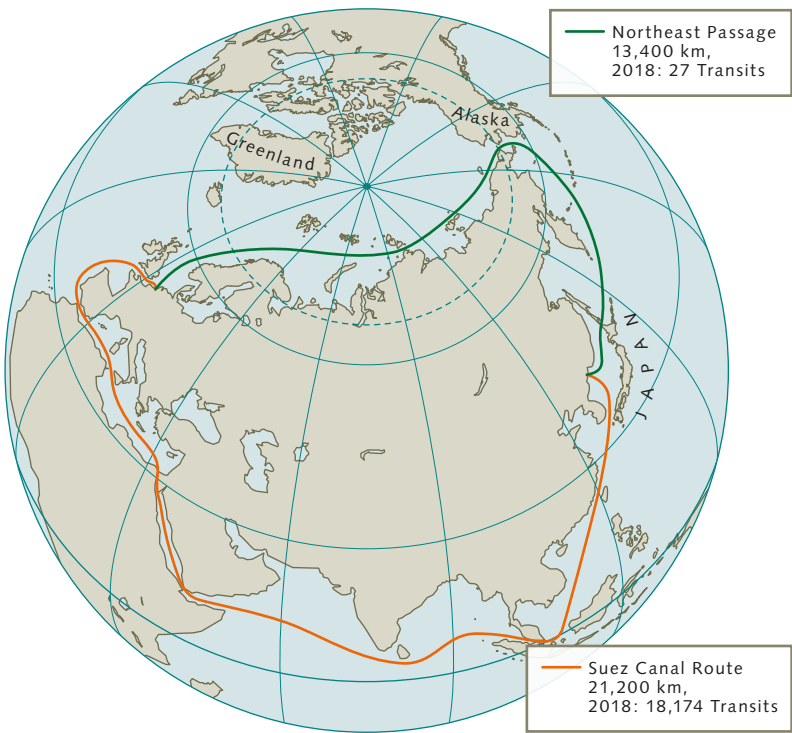 Northeast Passage
13,400 km,
2018: 27 Transits
Alaska
Greenland
JAPAN
Suez Canal Route
21,200 km,
2018: 18,174 Transits